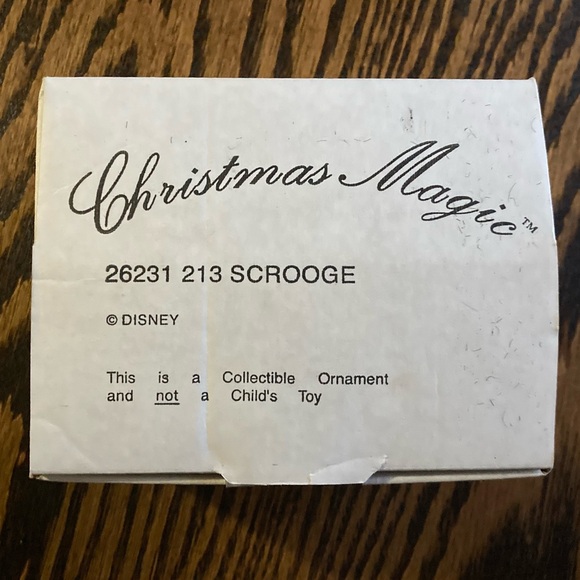 Christmas Magic™
26231 213 SCROOGE
© DISNEY
This is a Collectible Ornament
and not a Child's Toy